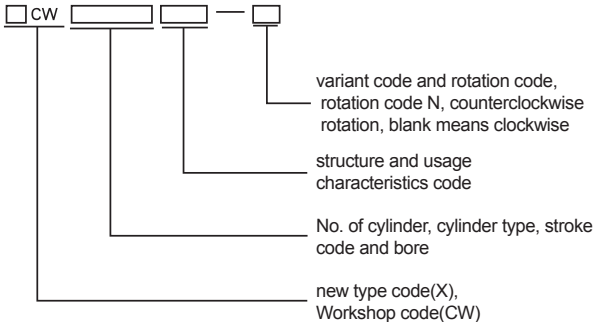 CW
variant code and rotation code,
rotation code N, counterclockwise
rotation, blank means clockwise
structure and usage
characteristics code
No. of cylinder, cylinder type, stroke
code and bore
new type code(X),
Workshop code(CW)